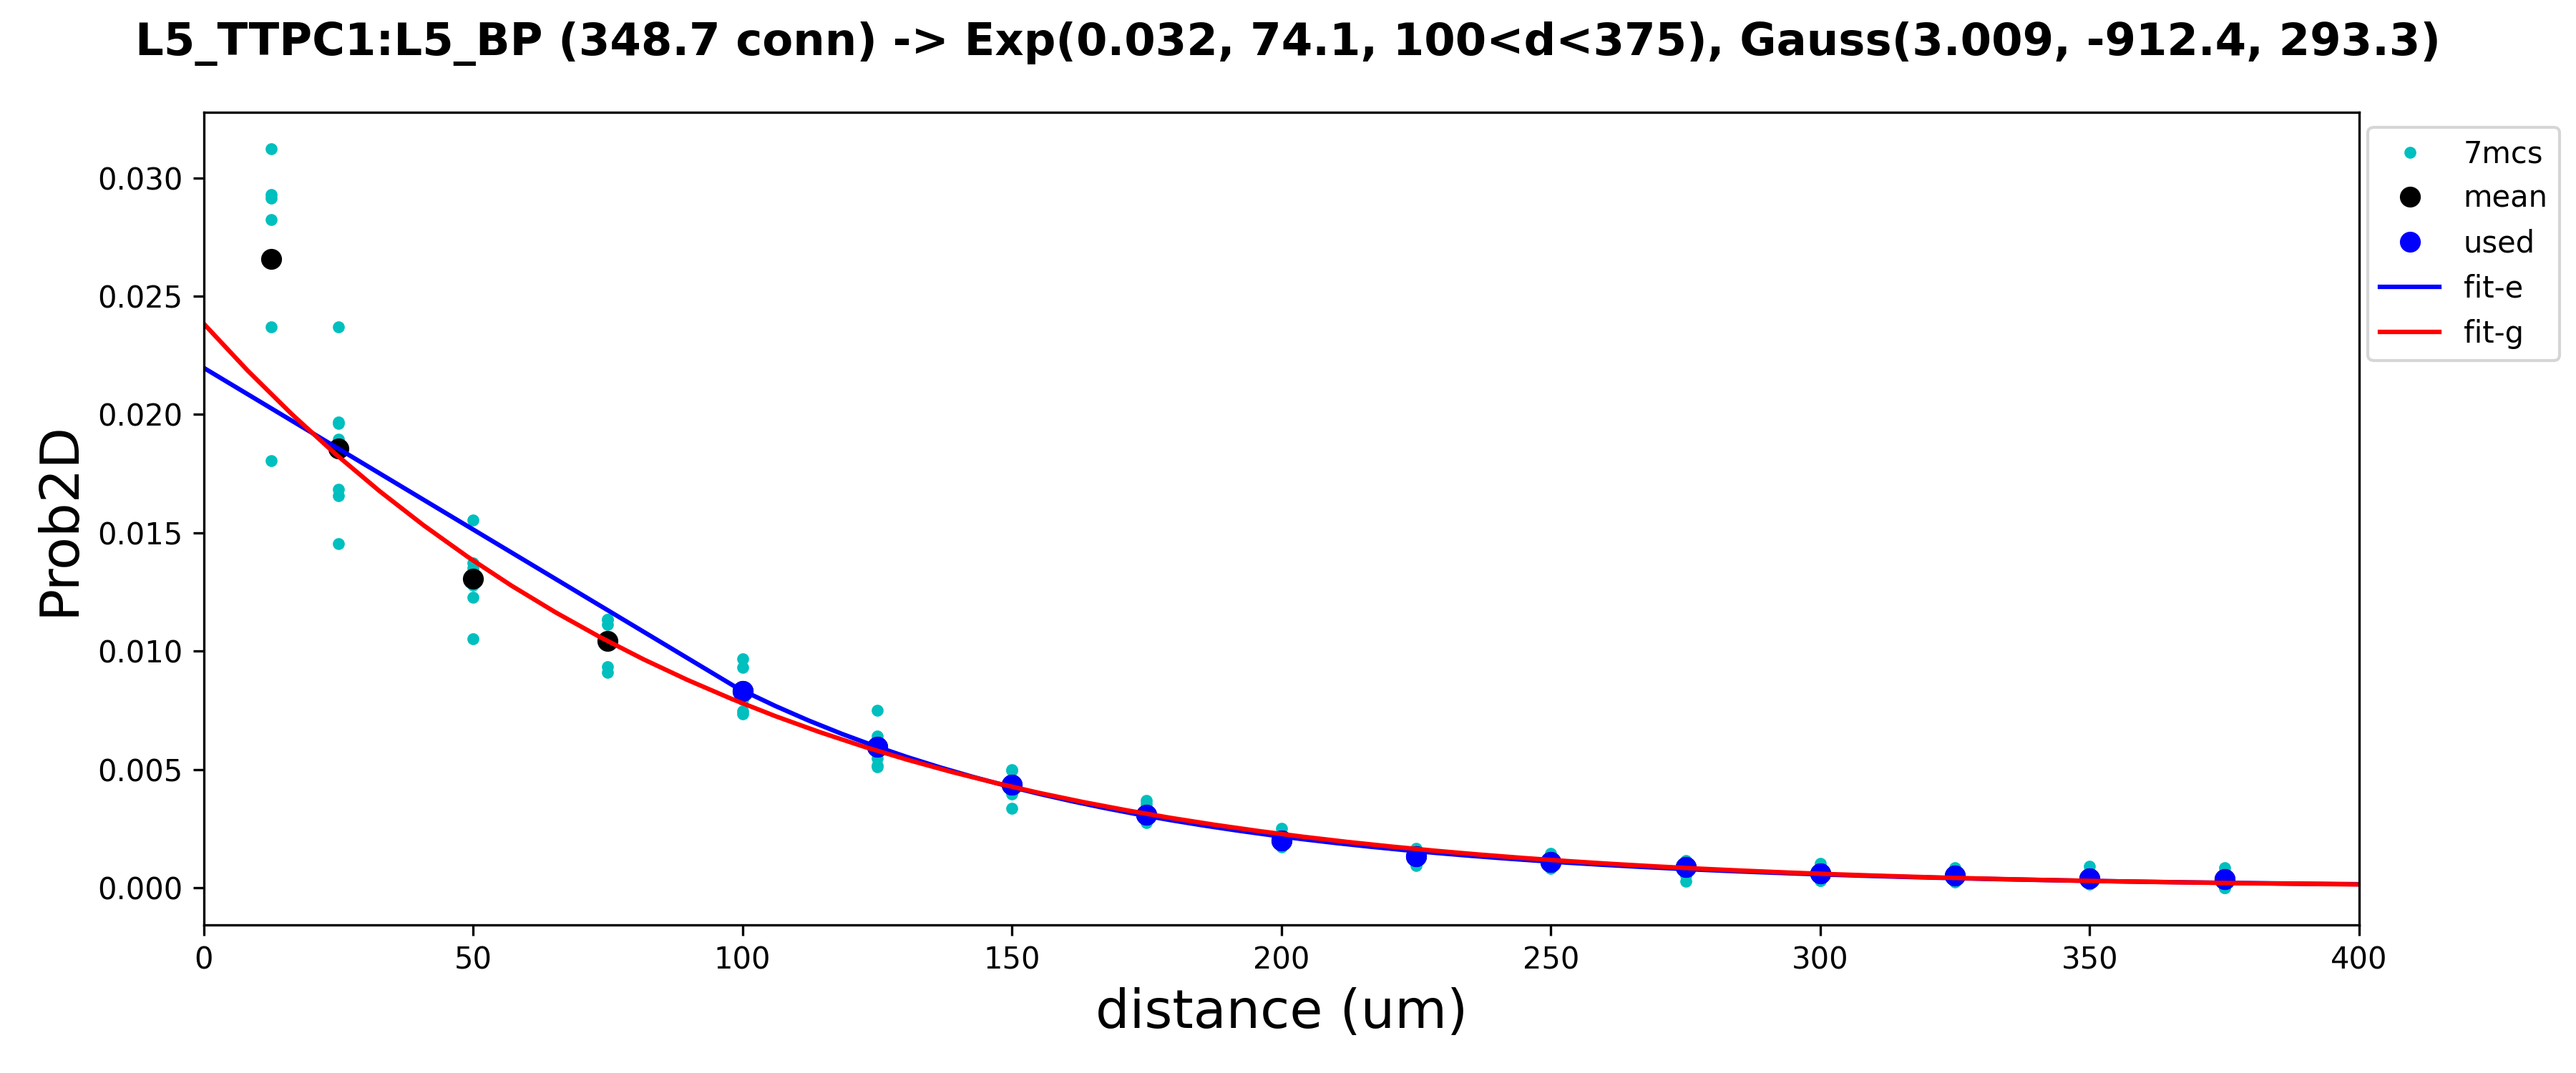 L5_TTPC1:L5_BP (348.7 conn) -> Exp(0.032, 74.1, 100<d<375), Gauss(3.009, -912.4, 293.3)
7mcs
mean
used
fit-e
fit-g
Prob2D
0.030
0.025
0.020
0.015
0.010
0.005
0.000
0 50 100 150 200 250 300 350 400
distance (um)